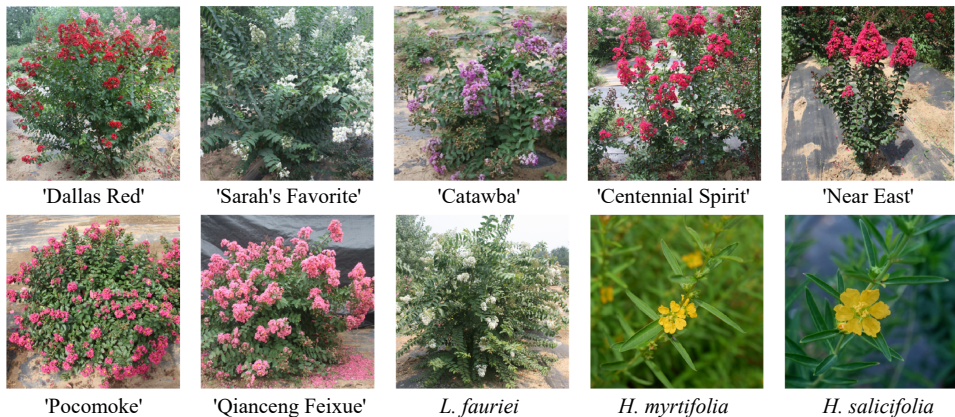 'Dallas Red' 'Sarah's Favorite' 'Catawba' 'Centennial Spirit' 'Near East'
'Pocomoke' 'Qianceng Feixue' L. fauriei H. myrtifolia H. salicifolia